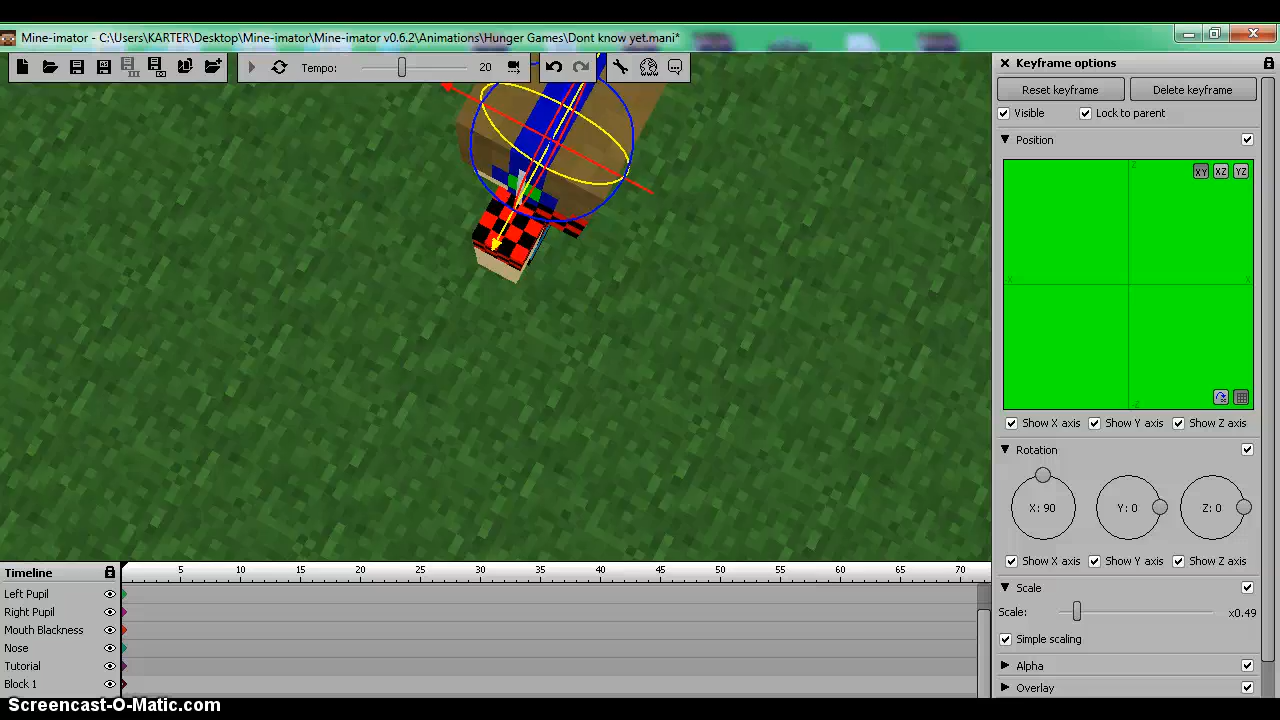 Mine-imator - C:\Users\KARTER\Desktop\Mine-imator\Mine-imator v0.6.2\Animations\Hunger Games\Dont know yet.mani*
Tempo: 20
Keyframe options
Reset keyframe Delete keyframe
Visible Lock to parent
Position
XY XZ YZ
Show X axis Show Y axis Show Z axis
Rotation
X: 90 Y: 0 Z: 0
Show X axis Show Y axis Show Z axis
Scale
Scale: x0.49
Simple scaling
Alpha
Overlay
Timeline 5 10 15 20 25 30 35 40 45 50 55 60 65 70
Left Pupil
Right Pupil
Mouth Blackness
Nose
Tutorial
Block 1
Screencast-O-Matic.com